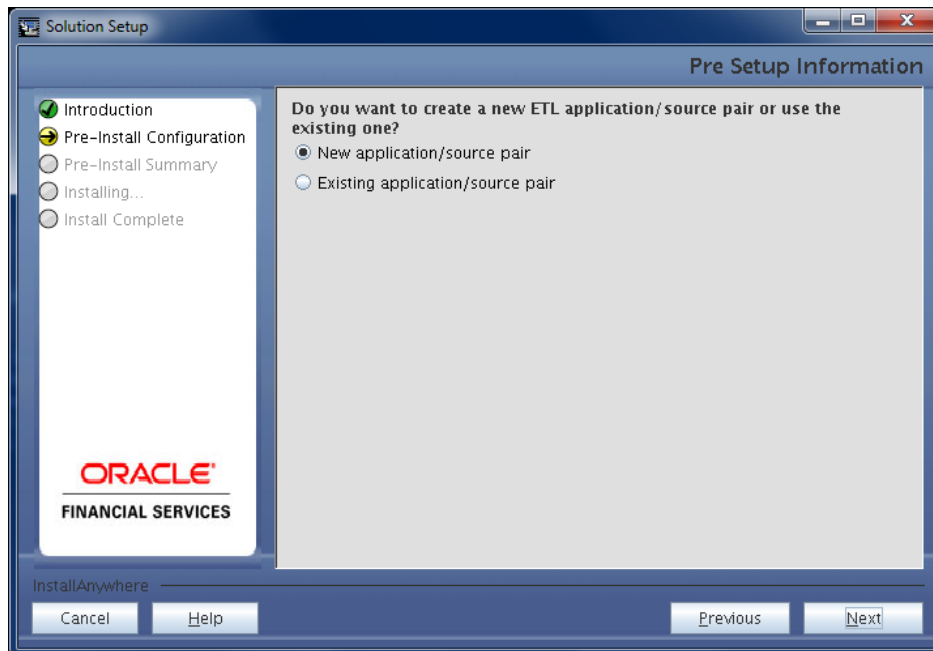 Solution Setup
Pre Setup Information
Introduction
Pre-Install Configuration
Pre-Install Summary
Installing...
Install Complete
Do you want to create a new ETL application/source pair or use the
existing one?
New application/source pair
Existing application/source pair
ORACLE®
FINANCIAL SERVICES
InstallAnywhere
Cancel
Help
Previous
Next